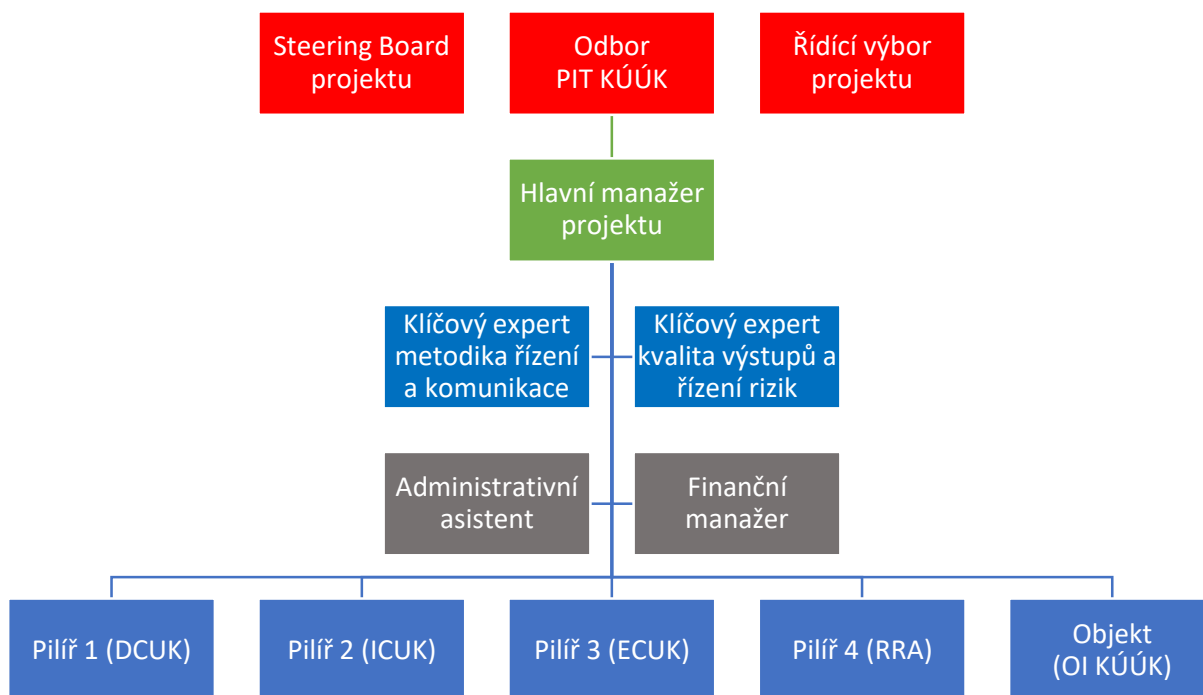 Steering Board
projektu
Odbor
PIT KÚÚK
Řídící výbor
projektu
Hlavní manažer
projektu
Klíčový expert
metodika řízení
a komunikace
Klíčový expert
kvalita výstupů a
řízení rizik
Administrativní
asistent
Finanční
manažer
Pilíř 1 (DCUK)
Pilíř 2 (ICUK)
Pilíř 3 (ECUK)
Pilíř 4 (RRA)
Objekt
(OI KÚÚK)